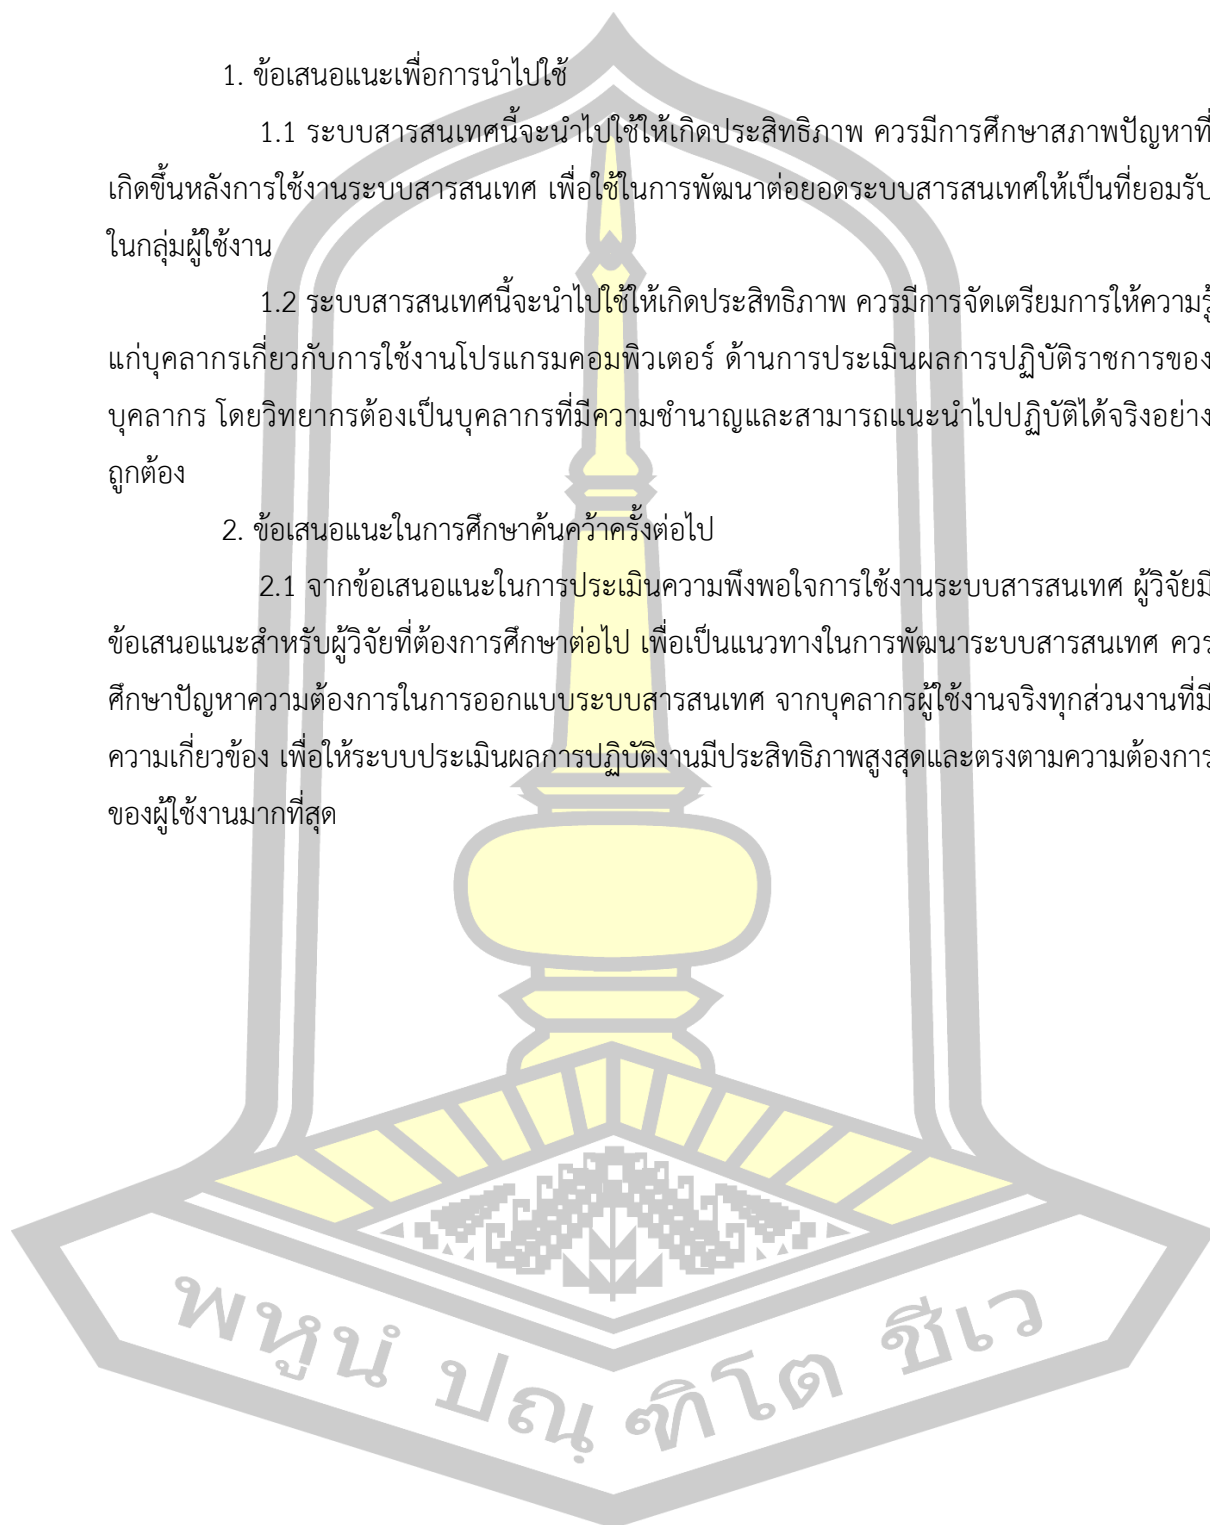 1. ข้อเสนอแนะเพื่อการนำไปใช้
1.1 ระบบสารสนเทศนี้จะนำไปใช้ให้เกิดประสิทธิภาพ ควรมีการศึกษาสภาพปัญหาที่
เกิดขึ้นหลังการใช้งานระบบสารสนเทศ เพื่อใช้ในการพัฒนาต่อยอดระบบสารสนเทศให้เป็นที่ยอมรับ
ในกลุ่มผู้ใช้งาน
1.2 ระบบสารสนเทศนี้จะนำไปใช้ให้เกิดประสิทธิภาพ ควรมีการจัดเตรียมการให้ความรู้
แก่บุคลากรเกี่ยวกับการใช้งานโปรแกรมคอมพิวเตอร์ ด้านการประเมินผลการปฏิบัติราชการของ
บุคลากร โดยวิทยากรต้องเป็นบุคลากรที่มีความชำนาญและสามารถแนะนำไปปฏิบัติได้จริงอย่าง
ถูกต้อง
2. ข้อเสนอแนะในการศึกษาค้นคว้าครั้งต่อไป
2.1 จากข้อเสนอแนะในการประเมินความพึงพอใจการใช้งานระบบสารสนเทศ ผู้วิจัยมี
ข้อเสนอแนะสำหรับผู้วิจัยที่ต้องการศึกษาต่อไป เพื่อเป็นแนวทางในการพัฒนาระบบสารสนเทศ ควร
ศึกษาปัญหาความต้องการในการออกแบบระบบสารสนเทศ จากบุคลากรผู้ใช้งานจริงทุกส่วนงานที่มี
ความเกี่ยวข้อง เพื่อให้ระบบประเมินผลการปฏิบัติงานมีประสิทธิภาพสูงสุดและตรงตามความต้องการ
ของผู้ใช้งานมากที่สุด
พหูนํ ปณฺฑิโต ชีเว